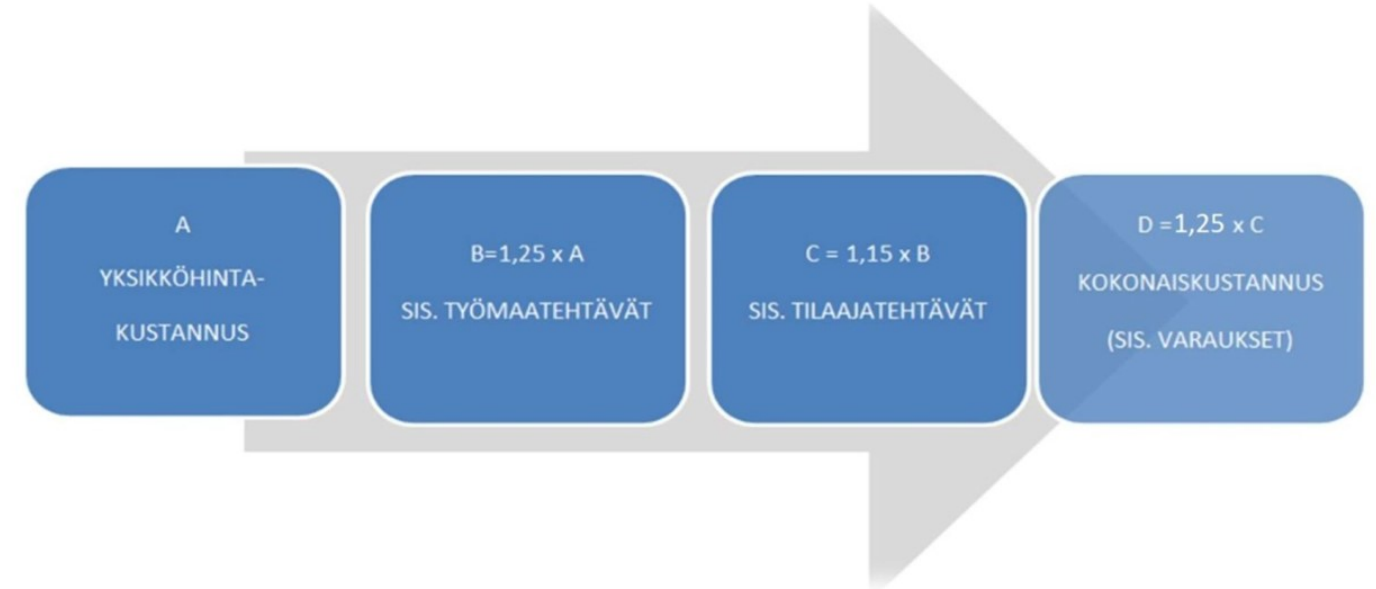 A
YKSIKKÖHINTA-
KUSTANNUS
B=1,25 x A
SIS. TYÖMAATEHTÄVÄT
C = 1,15 x B
SIS. TILAAJATEHTÄVÄT
D =1,25 x C
KOKONAISKUSTANNUS
(SIS. VARAUKSET)